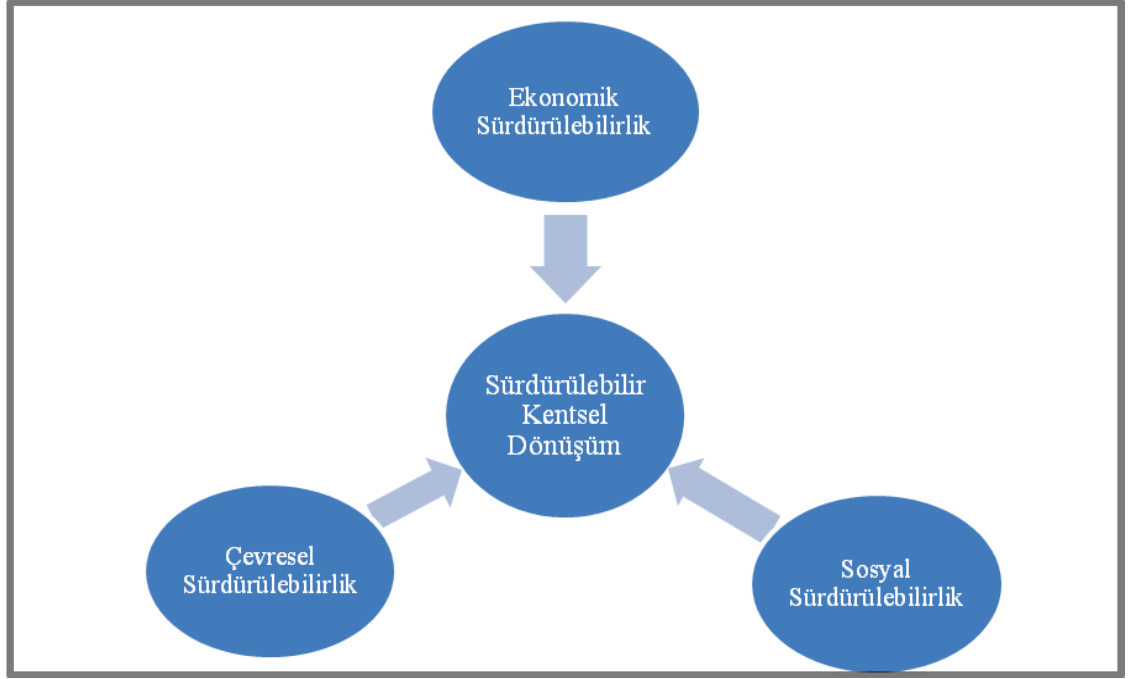 Ekonomik
Sürdürülebilirlik
Sürdürülebilir
Kentsel
Dönüşüm
Çevresel
Sürdürülebilirlik
Sosyal
Sürdürülebilirlik